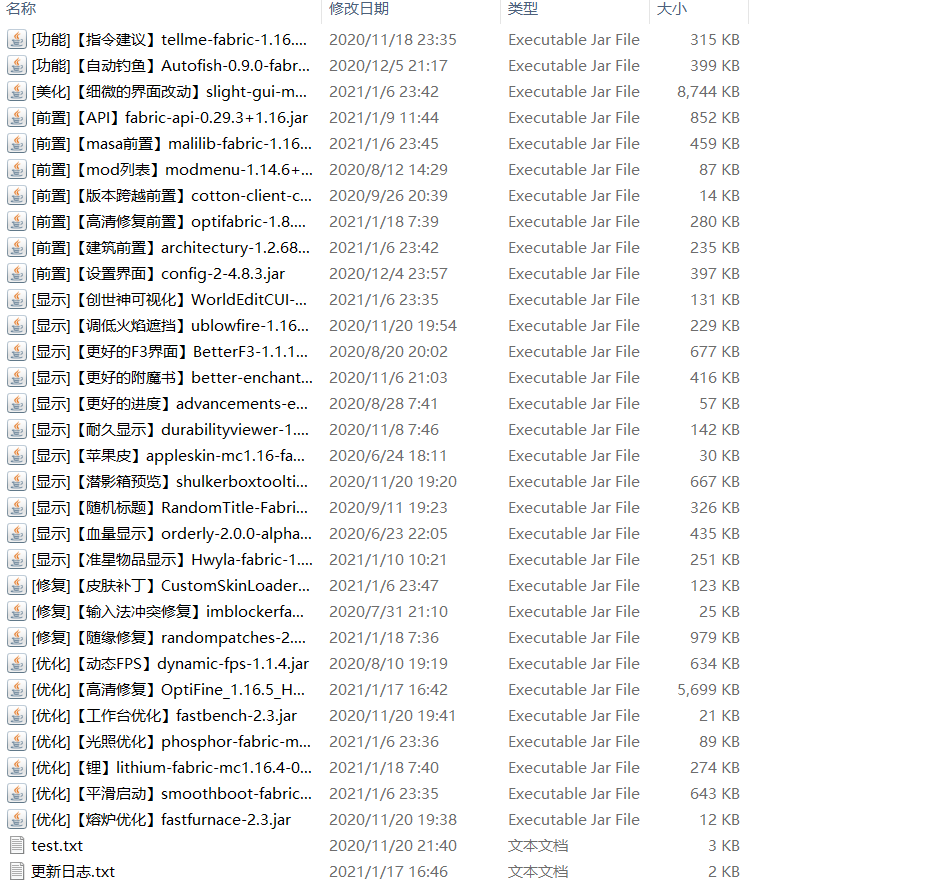 名称 修改日期 类型 大小
[功能]【指令建议】tellme-fabric-1.16.... 2020/11/18 23:35 Executable Jar File 315 KB
[功能]【自动钓鱼】Autofish-0.9.0-fabr... 2020/12/5 21:17 Executable Jar File 399 KB
[美化]【细微的界面改动】slight-gui-m... 2021/1/6 23:42 Executable Jar File 8,744 KB
[前置]【API】fabric-api-0.29.3+1.16.jar 2021/1/9 11:44 Executable Jar File 852 KB
[前置]【masa前置】malilib-fabric-1.16... 2021/1/6 23:45 Executable Jar File 459 KB
[前置]【mod列表】modmenu-1.14.6+... 2020/8/12 14:29 Executable Jar File 87 KB
[前置]【版本跨越前置】cotton-client-c... 2020/9/26 20:39 Executable Jar File 14 KB
[前置]【高清修复前置】optifabric-1.8.... 2021/1/18 7:39 Executable Jar File 280 KB
[前置]【建筑前置】architectury-1.2.68... 2021/1/6 23:42 Executable Jar File 235 KB
[前置]【设置界面】config-2-4.8.3.jar 2020/12/4 23:57 Executable Jar File 397 KB
[显示]【创世神可视化】WorldEditCUI-... 2021/1/6 23:35 Executable Jar File 131 KB
[显示]【调低火焰遮挡】ublowfire-1.16... 2020/11/20 19:54 Executable Jar File 229 KB
[显示]【更好的F3界面】BetterF3-1.1.1... 2020/8/20 20:02 Executable Jar File 677 KB
[显示]【更好的附魔书】better-enchant... 2020/11/6 21:03 Executable Jar File 416 KB
[显示]【更好的进度】advancements-e... 2020/8/28 7:41 Executable Jar File 57 KB
[显示]【耐久显示】durabilityviewer-1.... 2020/11/8 7:46 Executable Jar File 142 KB
[显示]【苹果皮】appleskin-mc1.16-fa... 2020/6/24 18:11 Executable Jar File 30 KB
[显示]【潜影箱预览】shulkerboxtoolti... 2020/11/20 19:20 Executable Jar File 667 KB
[显示]【随机标题】RandomTitle-Fabri... 2020/9/11 19:23 Executable Jar File 326 KB
[显示]【血量显示】orderly-2.0.0-alpha... 2020/6/23 22:05 Executable Jar File 435 KB
[显示]【准星物品显示】Hwyla-fabric-1.... 2021/1/10 10:21 Executable Jar File 251 KB
[修复]【皮肤补丁】CustomSkinLoader... 2021/1/6 23:47 Executable Jar File 123 KB
[修复]【输入法冲突修复】imblockerfa... 2020/7/31 21:10 Executable Jar File 25 KB
[修复]【随缘修复】randompatches-2.... 2021/1/18 7:36 Executable Jar File 979 KB
[优化]【动态FPS】dynamic-fps-1.1.4.jar 2020/8/10 19:19 Executable Jar File 634 KB
[优化]【高清修复】OptiFine_1.16.5_H... 2021/1/17 16:42 Executable Jar File 5,699 KB
[优化]【工作台优化】fastbench-2.3.jar 2020/11/20 19:41 Executable Jar File 21 KB
[优化]【光照优化】phosphor-fabric-m... 2021/1/6 23:36 Executable Jar File 89 KB
[优化]【锂】lithium-fabric-mc1.16.4-0... 2021/1/18 7:40 Executable Jar File 274 KB
[优化]【平滑启动】smoothboot-fabric... 2021/1/6 23:35 Executable Jar File 643 KB
[优化]【熔炉优化】fastfurnace-2.3.jar 2020/11/20 19:38 Executable Jar File 12 KB
test.txt 2020/11/20 21:40 文本文档 3 KB
更新日志.txt 2021/1/17 16:46 文本文档 2 KB